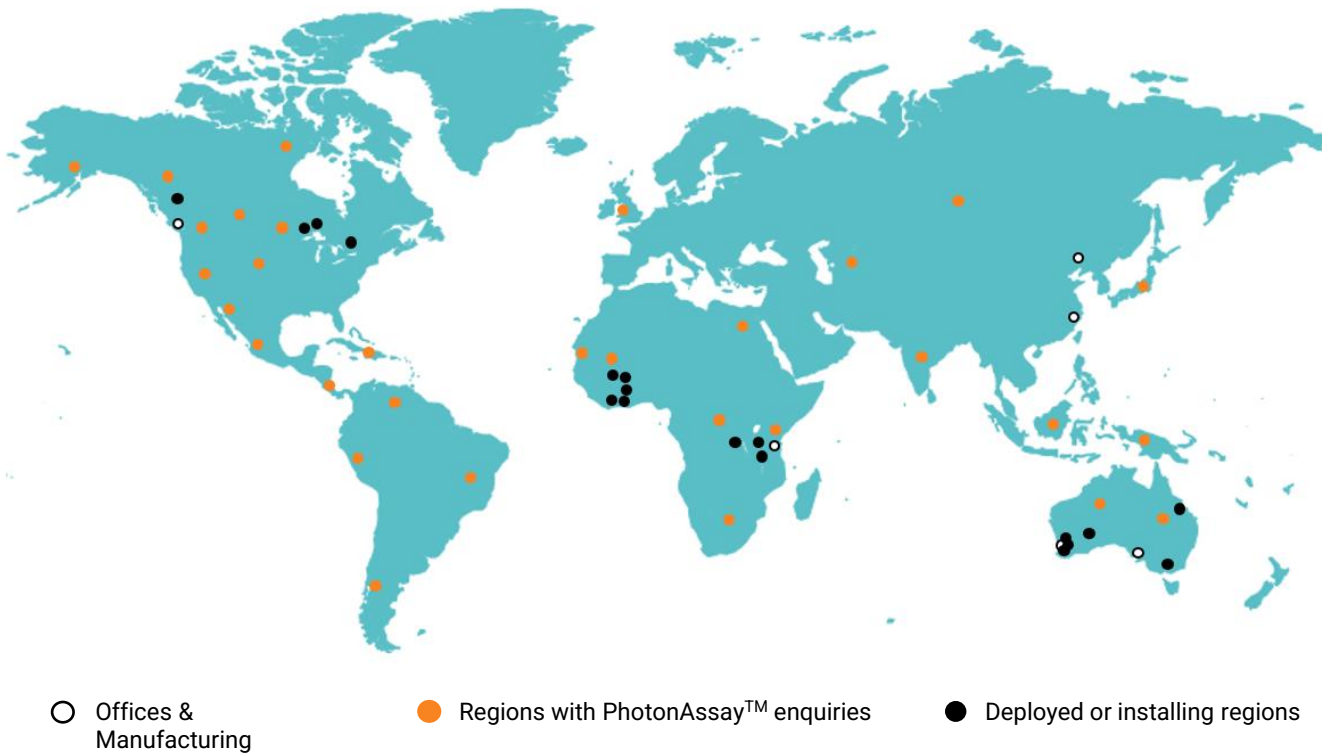 Offices &
Manufacturing
Regions with PhotonAssay™ enquiries
Deployed or installing regions